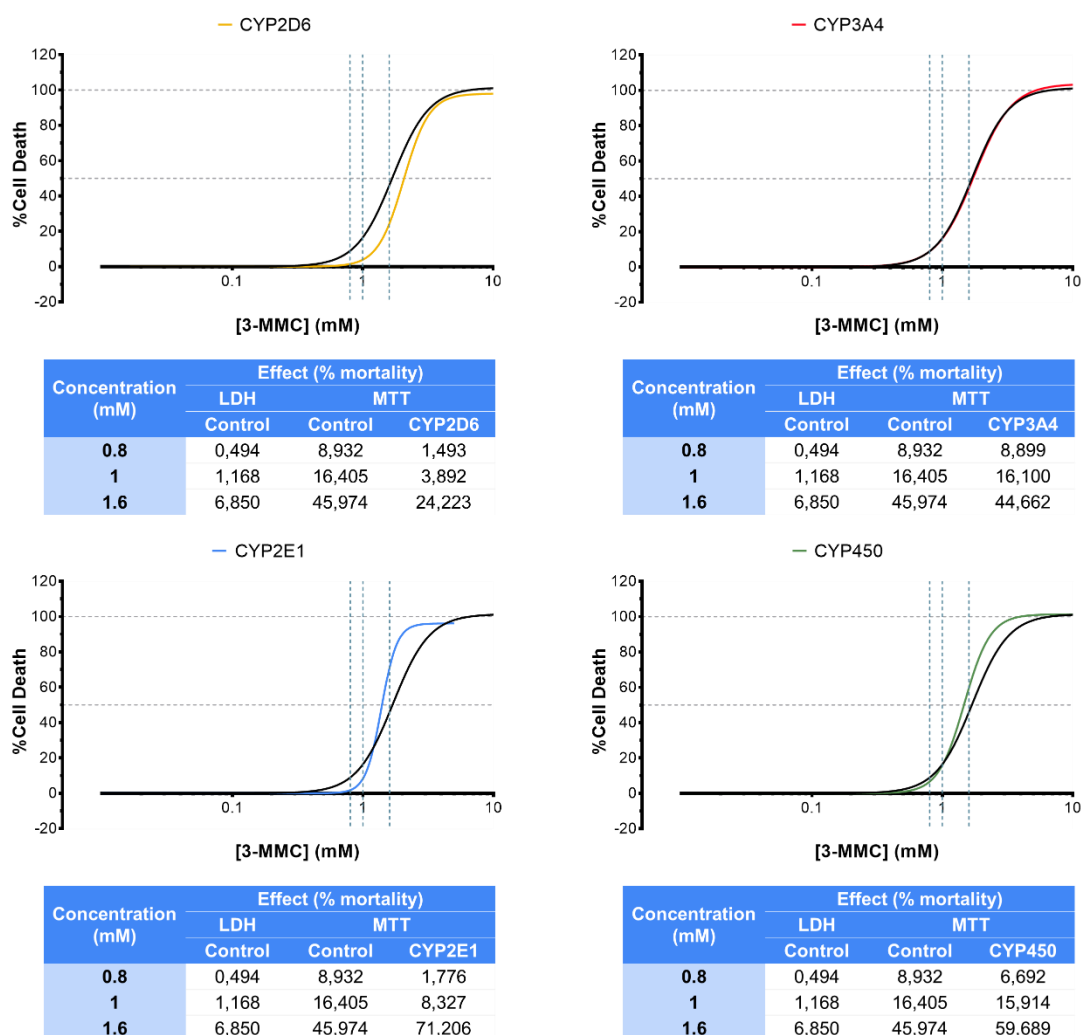 CYP2D6
120
100
80
60
40
20
0
-20
%Cell Death
0.1
1
10
[3-MMC] (mM)
Concentration (mM)
Effect (% mortality)
LDH
MTT
Control
Control
CYP2D6
0.8
0,494
8,932
1,493
1
1,168
16,405
3,892
1.6
6,850
45,974
24,223
CYP3A4
120
100
80
60
40
20
0
-20
%Cell Death
0.1
1
10
[3-MMC] (mM)
Concentration (mM)
Effect (% mortality)
LDH
MTT
Control
Control
CYP3A4
0.8
0,494
8,932
8,899
1
1,168
16,405
16,100
1.6
6,850
45,974
44,662
CYP2E1
120
100
80
60
40
20
0
-20
%Cell Death
0.1
1
10
[3-MMC] (mM)
Concentration (mM)
Effect (% mortality)
LDH
MTT
Control
Control
CYP2E1
0.8
0,494
8,932
1,776
1
1,168
16,405
8,327
1.6
6.850
45,974
71,206
CYP450
120
100
80
60
40
20
0
-20
%Cell Death
0.1
1
10
[3-MMC] (mM)
Concentration (mM)
Effect (% mortality)
LDH
MTT
Control
Control
CYP450
0.8
0,494
8,932
6,692
1
1,168
16,405
15,914
1.6
6,850
45,974
59,689